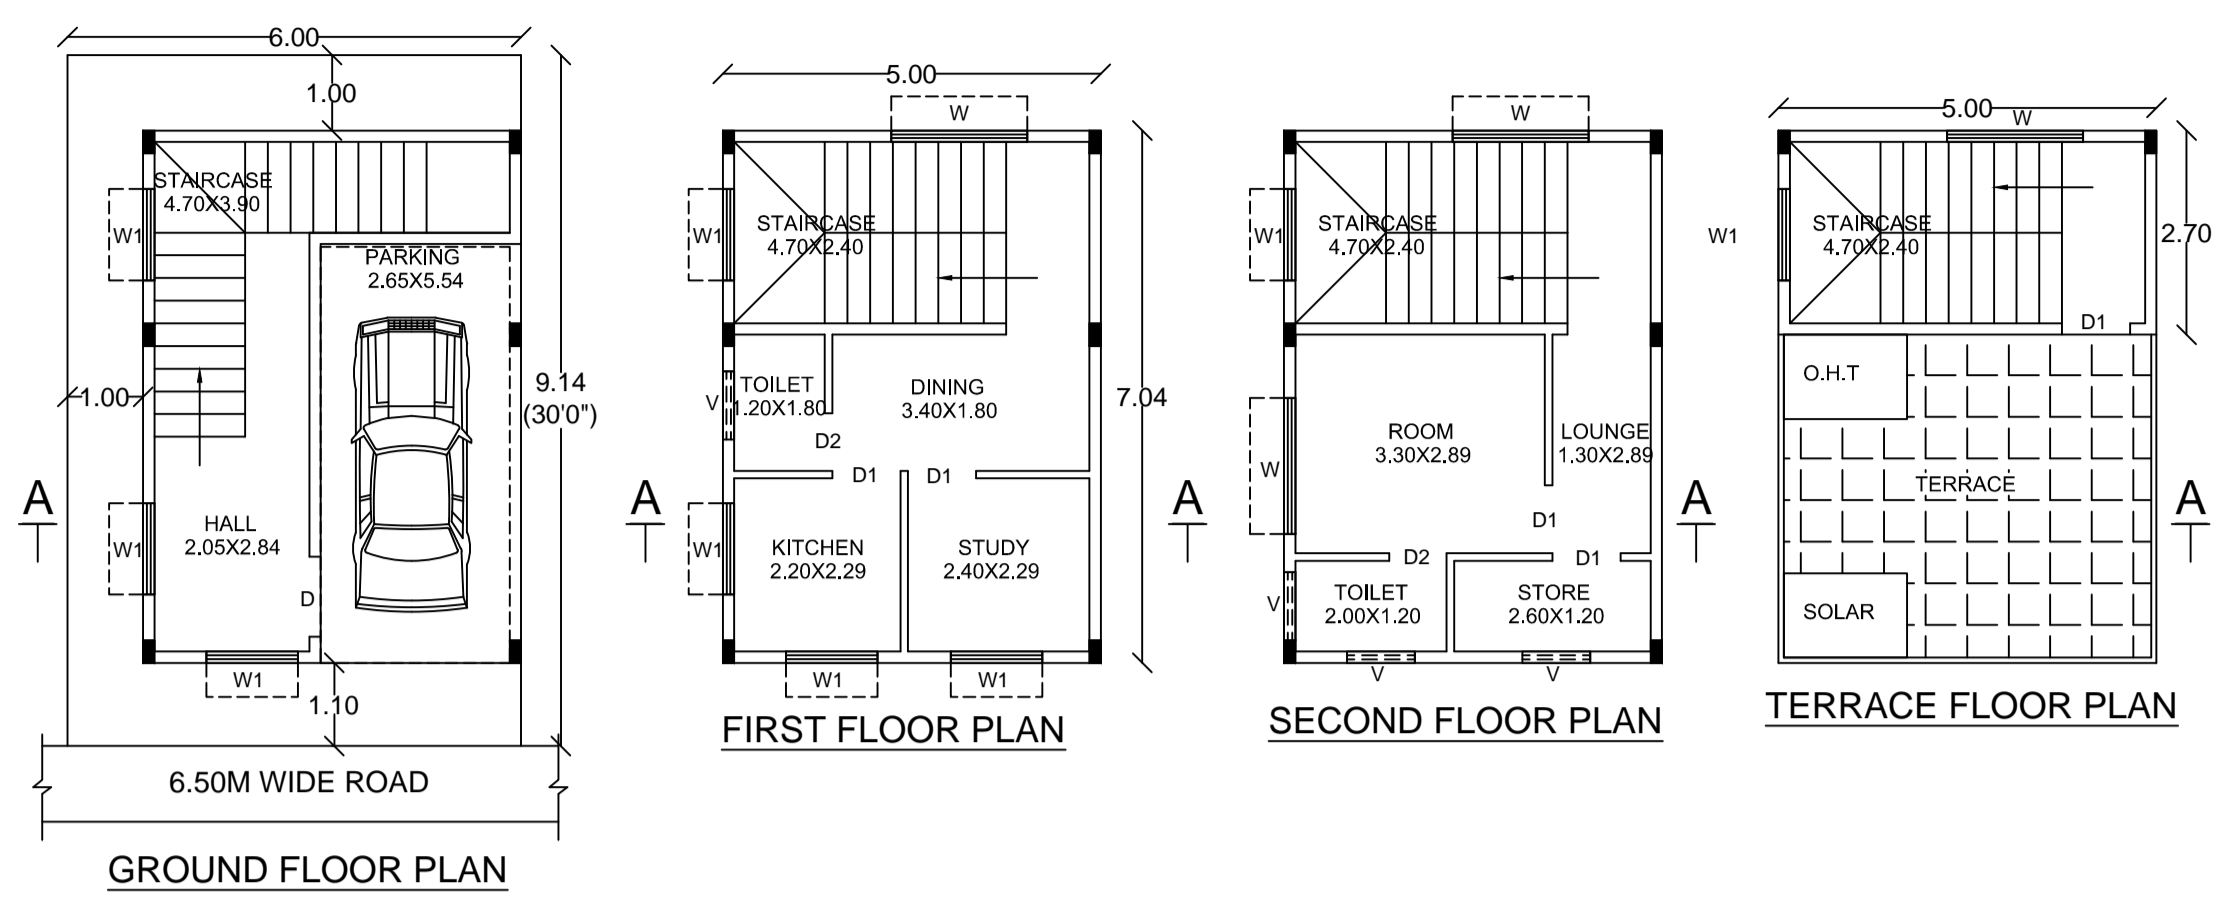 6.00
1.00
STAIRCASE
4.70X3.90
W1
PARKING
2.65X5.54
1.00
9.14
(30'0")
A
A
HALL
2.05X2.84
W1
D
W1
1.10
6.50M WIDE ROAD
GROUND FLOOR PLAN
5.00
W
STAIRCASE
4.70X2.40
W1
TOILET
1.20X1.80
V
DINING
3.40X1.80
7.04
D2
D1
D1
A
KITCHEN
2.20X2.29
W1
STUDY
2.40X2.29
W1
W1
FIRST FLOOR PLAN
W
STAIRCASE
4.70X2.40
W1
ROOM
3.30X2.89
LOUNGE
1.30X2.89
W
D1
A
D2
D1
TOILET
2.00X1.20
STORE
2.60X1.20
V
V
V
SECOND FLOOR PLAN
5.00
W
STAIRCASE
4.70X2.40
W1
2.70
D1
O.H.T
TERRACE
A
SOLAR
TERRACE FLOOR PLAN